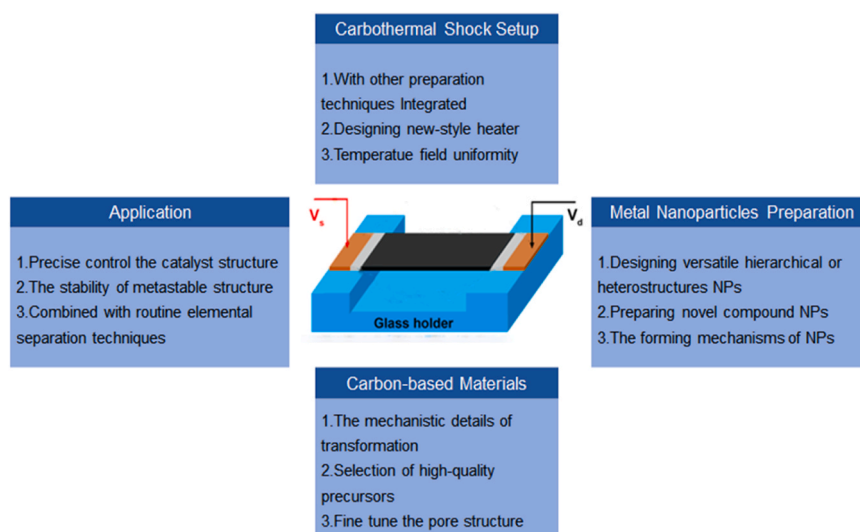 Carbothermal Shock Setup
1.With other preparation
techniques Integrated
2.Designing new-style heater
3.Temperatue field uniformity
Application
1.Precise control the catalyst structure
2.The stability of metastable structure
3.Combined with routine elemental
separation techniques
Vs
Vd
Glass holder
Metal Nanoparticles Preparation
1.Designing versatile hierarchical or
heterostructures NPs
2.Preparing novel compound NPs
3.The forming mechanisms of NPs
Carbon-based Materials
1.The mechanistic details of
transformation
2.Selection of high-quality
precursors
3.Fine tune the pore structure